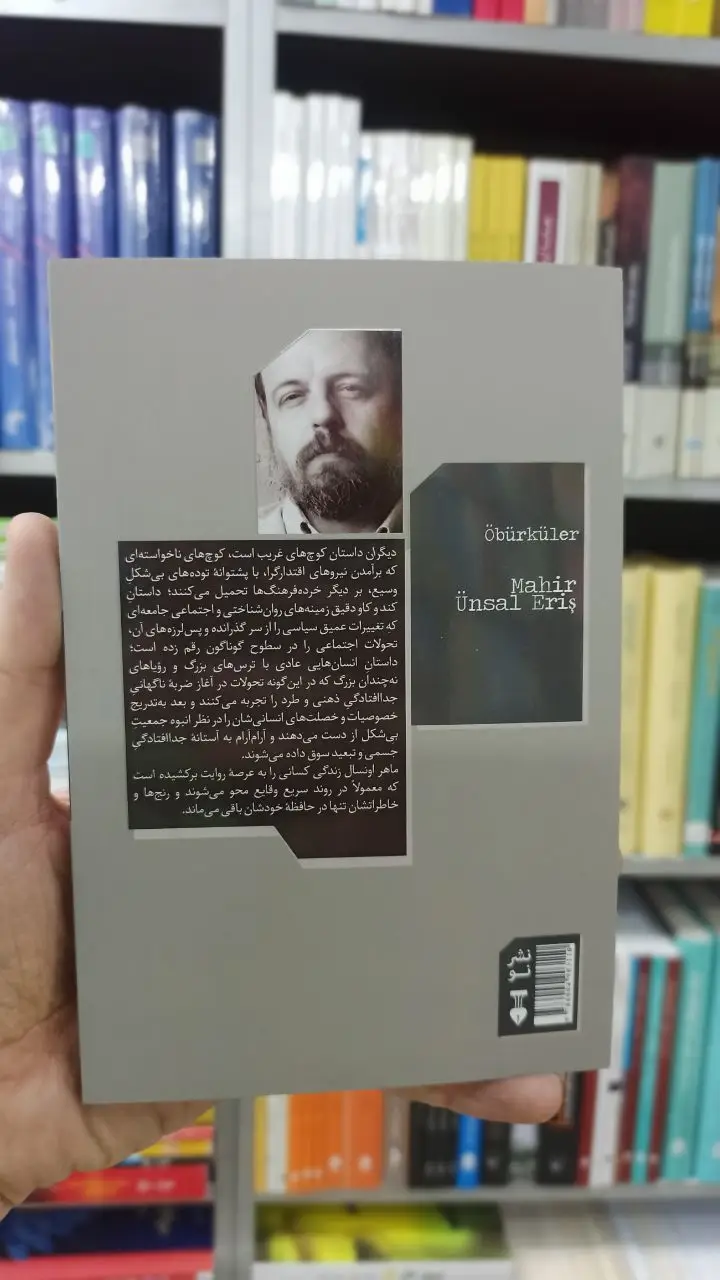 Öbürküler
Mahir
Ünsal Eriş
دیگران داستان کوچ‌های غریب است، کوچ‌های ناخواسته‌ای
که برآمدن نیروهای اقتدارگرا، با پشتوانهٔ توده‌های بی‌شکلِ
وسیع، بر دیگر خرده‌فرهنگ‌ها تحمیل می‌کنند؛ داستان
کندوکاو دقیق زمینه‌های روان‌شناختی و اجتماعی جامعه‌ای
که تغییرات عمیق سیاسی را از سر گذرانده و پس‌لرزه‌های آن،
تحولات اجتماعی را در سطوح گوناگون رقم زده است؛
داستانِ انسان‌هایی عادی با ترس‌های بزرگ و رؤیاهای
نه‌چندان بزرگ که در این‌گونه تحولات در آغاز ضربهٔ ناگهانیِ
جداافتادگیِ ذهنی و طرد را تجربه می‌کنند و بعد به‌تدریج
خصوصیات و خصلت‌های انسانی‌شان را در نظر انبوه جمعیتِ
بی‌شکل از دست می‌دهند و آرام‌آرام به آستانهٔ جداافتادگیِ
جسمی و تبعید سوق داده می‌شوند.
ماهر اونسال زندگی کسانی را به عرصهٔ روایت برکشیده است
که معمولاً در روند سریع وقایع محو می‌شوند و رنج‌ها و
خاطراتشان تنها در حافظهٔ خودشان باقی می‌ماند.
نشر
نو